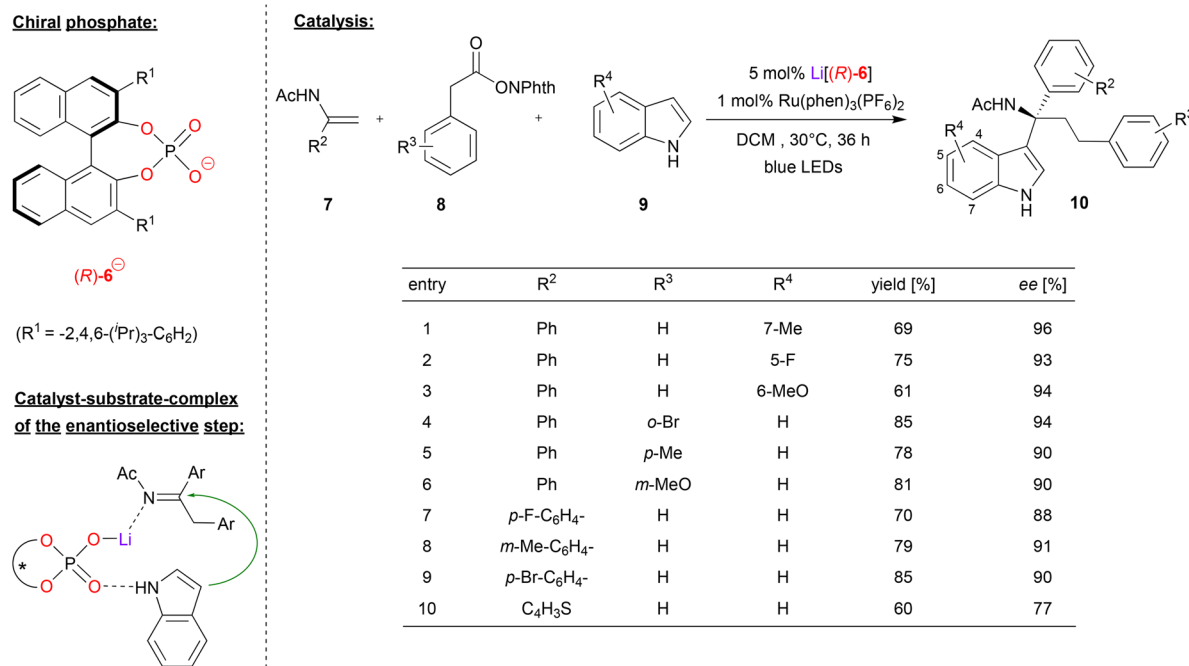 Chiral phosphate:
R¹
O
O
P
O
O
⊖
R¹
(R)-6⊖
(R¹ = -2,4,6-(ⁱPr)₃-C₆H₂)
Catalyst-substrate-complex
of the enantioselective step:
Ac
Ar
N
Ar
O
O
Li
*
P
O
O
HN
Catalysis:
AcHN
R²
7
+
O
ONPhth
R³
8
+
R⁴
N
H
9
5 mol% Li[(R)-6]
1 mol% Ru(phen)₃(PF₆)₂
DCM , 30°C, 36 h
blue LEDs
R²
AcHN
R³
R⁴
4
5
6
7
N
H
10
entry R² R³ R⁴ yield [%] ee [%]
1 Ph H 7-Me 69 96
2 Ph H 5-F 75 93
3 Ph H 6-MeO 61 94
4 Ph o-Br H 85 94
5 Ph p-Me H 78 90
6 Ph m-MeO H 81 90
7 p-F-C₆H₄- H H 70 88
8 m-Me-C₆H₄- H H 79 91
9 p-Br-C₆H₄- H H 85 90
10 C₄H₃S H H 60 77